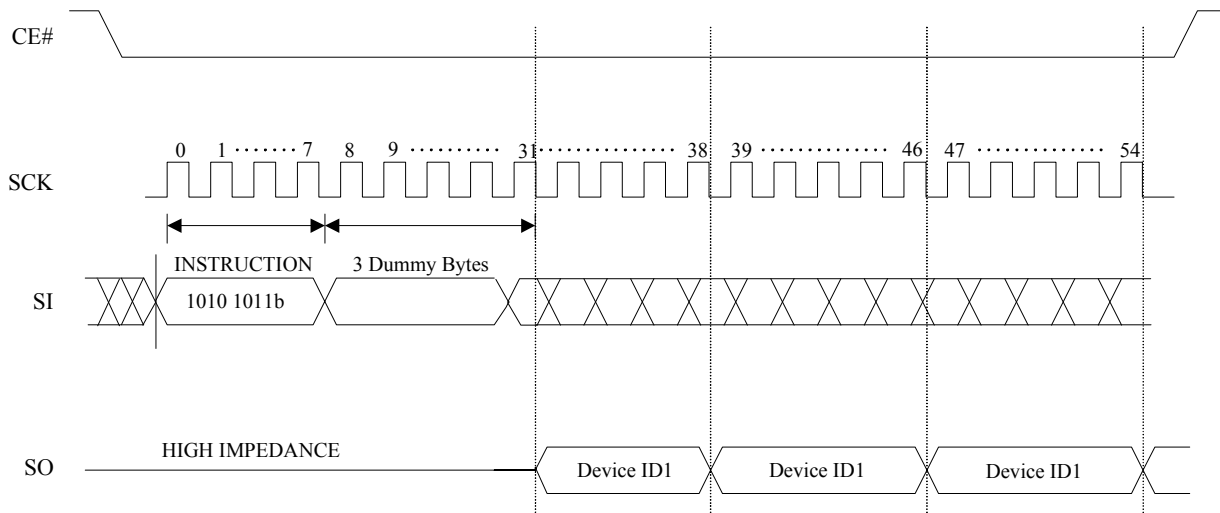 CE#
0 1 ······· 7 8 9 ·········· 31 ·············· 38 39 ············ 46 47 ············ 54
SCK
INSTRUCTION 3 Dummy Bytes
SI 1010 1011b
HIGH IMPEDANCE
SO Device ID1 Device ID1 Device ID1